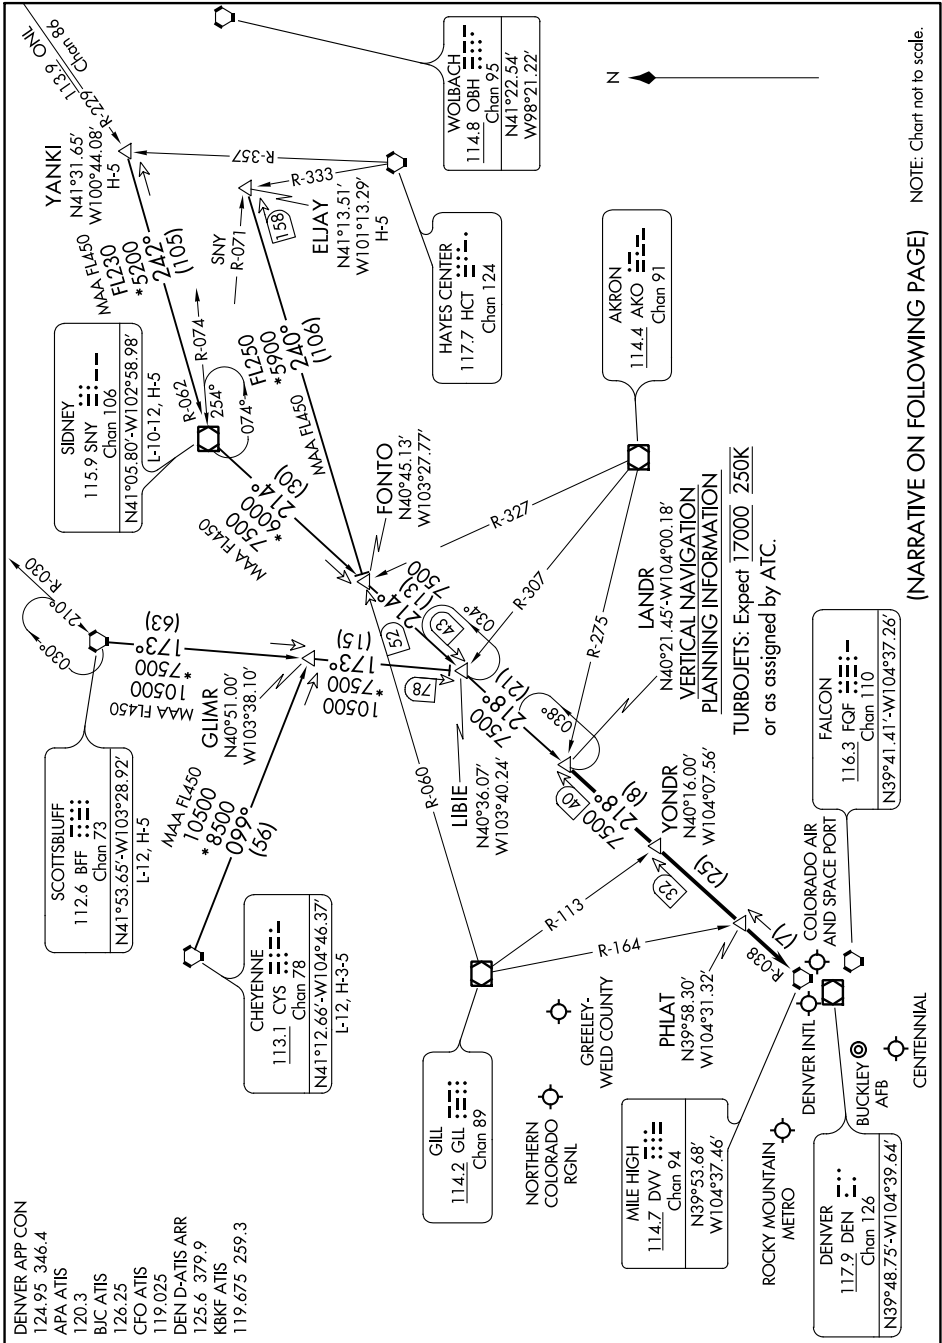 DENVER APP CON
124.95 346.4
APA ATIS
120.3
BJC ATIS
126.25
CFO ATIS
119.025
DEN D-ATIS ARR
125.6 379.9
KBKF ATIS
119.675 259.3
CHEYENNE
113.1 CYS
Chan 78
N41°12.66'-W104°46.37'
L-12, H-3-5
SCOTTSBLUFF
112.6 BFF
Chan 73
N41°53.65'-W103°28.92'
L-12, H-5
SIDNEY
115.9 SNY
Chan 106
N41°05.80'-W102°58.98'
L-10-12, H-5
YANKI
N41°31.65'
W100°44.08'
H-5
113.9 ONL
Chan 86
R-229
MAA FL450
FL230
*5200
242°
(105)
R-062
R-074
254°
074°
SNY
R-071
R-357
R-333
158
ELJAY
N41°13.51'
W101°13.29'
H-5
WOLBACH
114.8 OBH
Chan 95
N41°22.54'
W98°21.22'
HAYES CENTER
117.7 HCT
Chan 124
N
R-030
210°
030°
173°
(63)
*7500
10500
MAA FL450
MAA FL450
10500
*8500
099°
(56)
GLIMR
N40°51.00'
W103°38.10'
(15)
173°
*7500
10500
78
(30)
214°
*6000
7500
MAA FL450
FL250
*5900
240°
(106)
MAA FL450
FONTO
N40°45.13'
W103°27.77'
52
214°
(13)
7500
43
034°
R-060
R-327
R-307
R-275
AKRON
114.4 AKO
Chan 91
LIBIE
N40°36.07'
W103°40.24'
(21)
218°
7500
038°
LANDR
N40°21.45'-W104°00.18'
VERTICAL NAVIGATION
PLANNING INFORMATION
TURBOJETS: Expect 17000 250K
or as assigned by ATC.
40
7500
218°
(8)
YONDR
N40°16.00'
W104°07.56'
32
(25)
GILL
114.2 GLL
Chan 89
R-113
R-164
GREELEY-
WELD COUNTY
NORTHERN
COLORADO
RGNL
PHLAT
N39°58.30'
W104°31.32'
(7)
R-038
COLORADO AIR
AND SPACE PORT
MILE HIGH
114.7 DVV
Chan 94
N39°53.68'
W104°37.46'
DENVER INTL
FALCON
116.3 FQF
Chan 110
N39°41.41'-W104°37.26'
ROCKY MOUNTAIN
METRO
BUCKLEY
AFB
CENTENNIAL
DENVER
117.9 DEN
Chan 126
N39°48.75'-W104°39.64'
(NARRATIVE ON FOLLOWING PAGE)
NOTE: Chart not to scale.